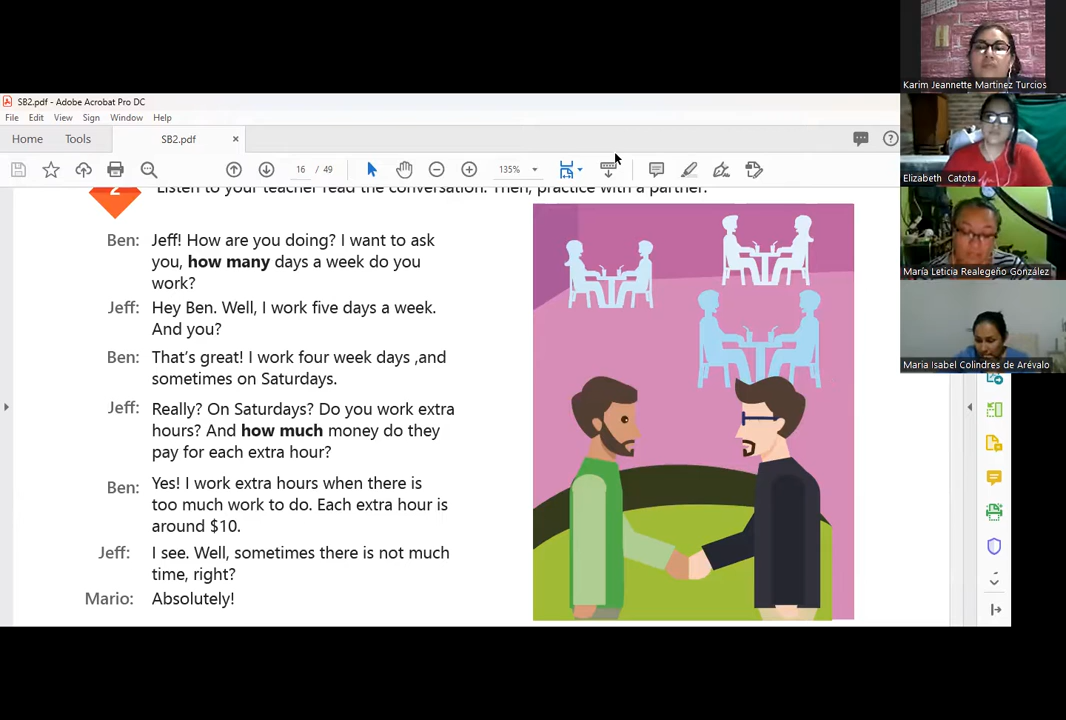 Karim Jeannette Martinez Turcios
SB2.pdf - Adobe Acrobat Pro DC
File Edit View Sign Window Help
Home Tools SB2.pdf ×
16 / 49 135%
Elizabeth Catota
2 Listen to your teacher read the conversation. Then, practice with a partner.
Ben: Jeff! How are you doing? I want to ask
you, how many days a week do you
work?
María Leticia Realegeño González
Jeff: Hey Ben. Well, I work five days a week.
And you?
Ben: That's great! I work four week days ,and
sometimes on Saturdays.
Maria Isabel Colindres de Arévalo
Jeff: Really? On Saturdays? Do you work extra
hours? And how much money do they
pay for each extra hour?
Ben: Yes! I work extra hours when there is
too much work to do. Each extra hour is
around $10.
Jeff: I see. Well, sometimes there is not much
time, right?
Mario: Absolutely!